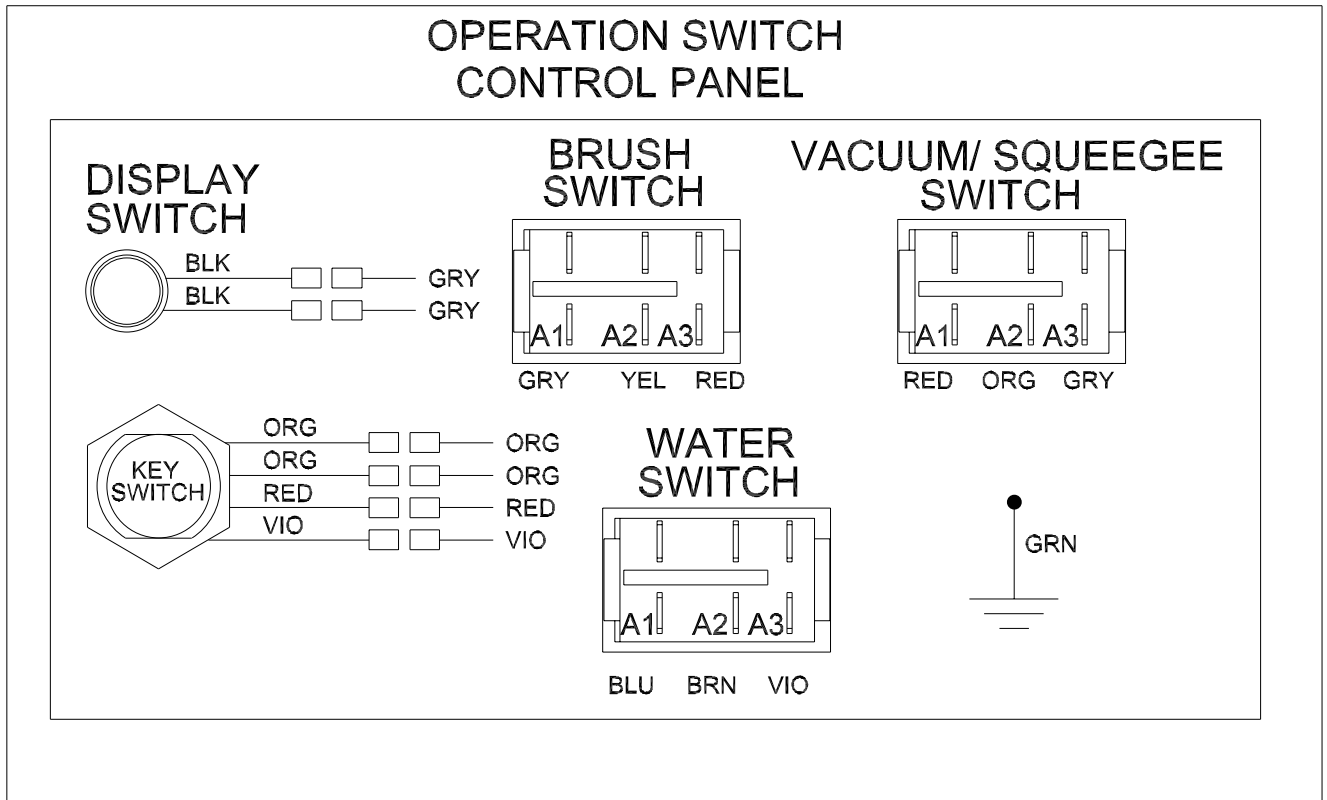 OPERATION SWITCH
CONTROL PANEL
DISPLAY
SWITCH
BLK
GRY
BLK
GRY
BRUSH
SWITCH
A1 A2 A3
GRY YEL RED
VACUUM/ SQUEEGEE
SWITCH
A1 A2 A3
RED ORG GRY
KEY
SWITCH
ORG
ORG
ORG
ORG
RED
RED
VIO
VIO
WATER
SWITCH
A1 A2 A3
BLU BRN VIO
GRN